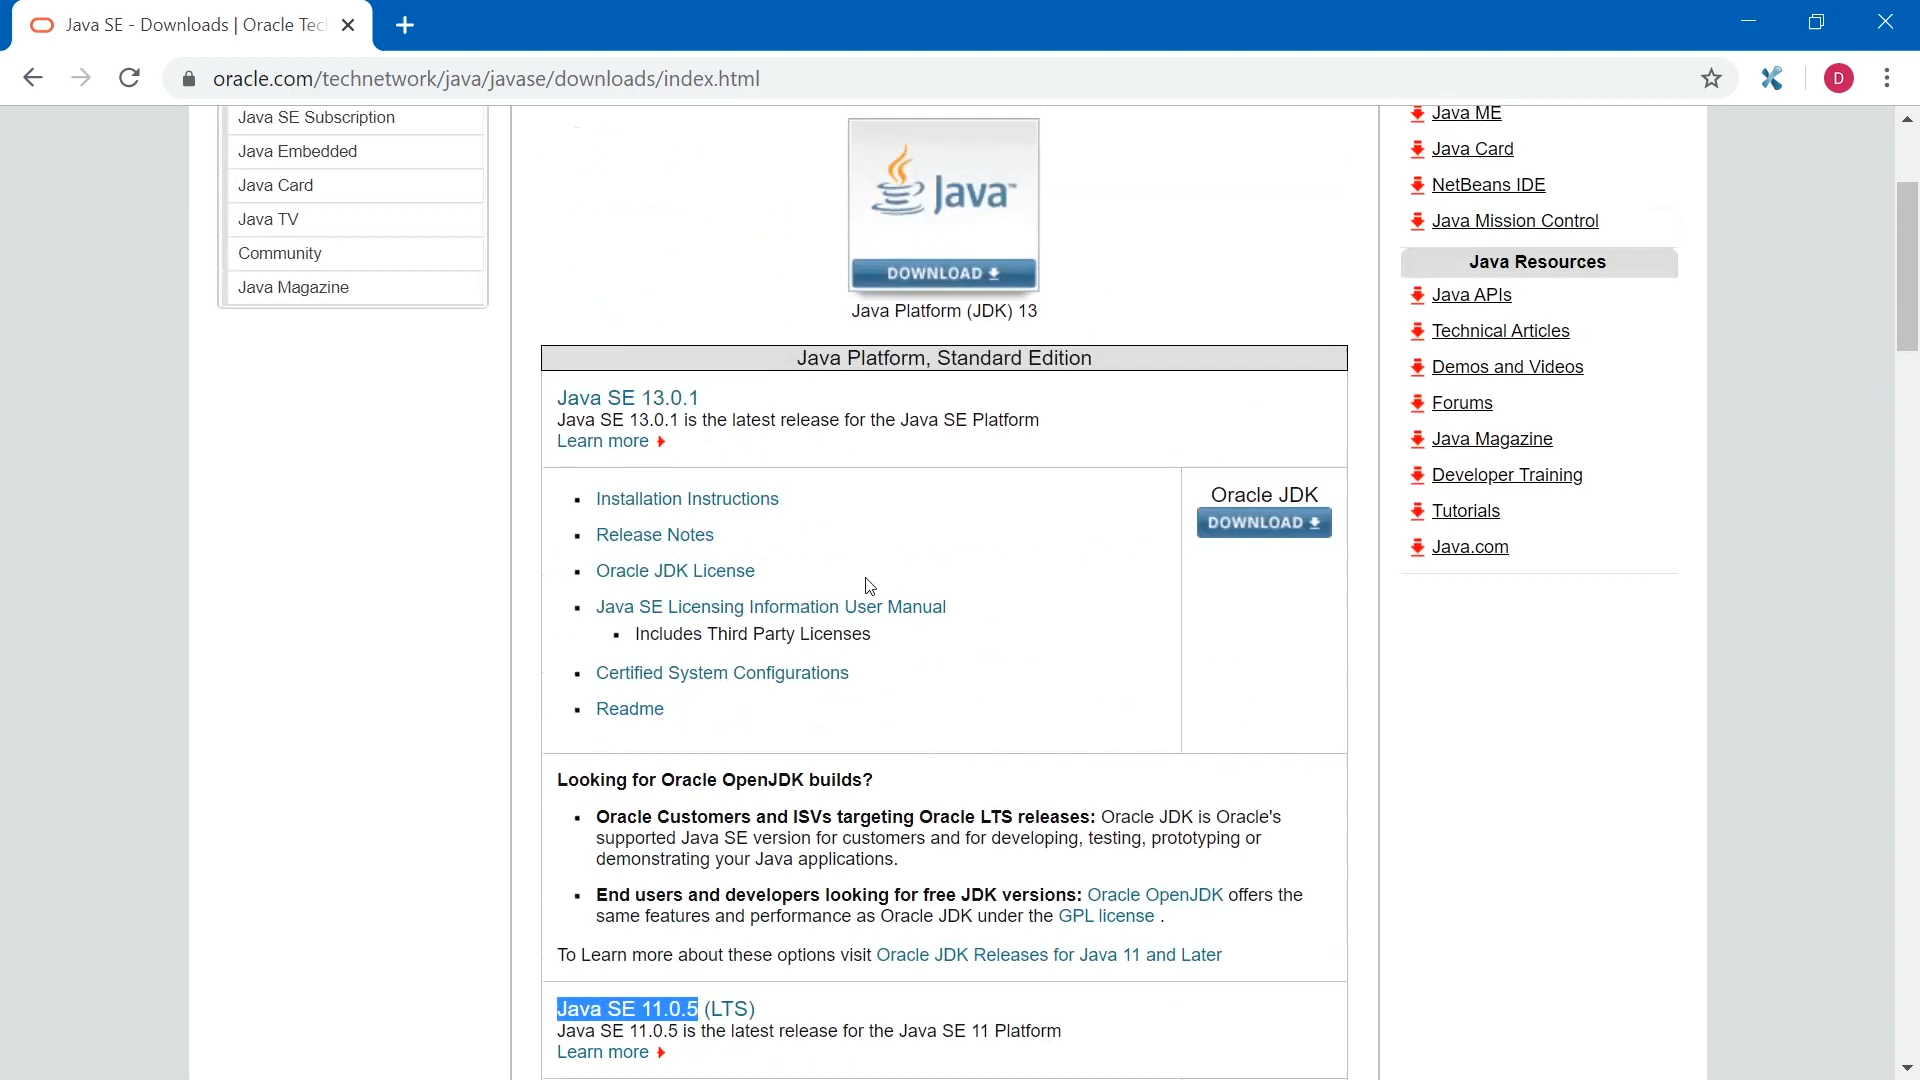 Java SE - Downloads | Oracle Tec
oracle.com/technetwork/java/javase/downloads/index.html
D
Java SE Subscription
Java Embedded
Java Card
Java TV
Community
Java Magazine
Java™
DOWNLOAD
Java Platform (JDK) 13
Java Platform, Standard Edition
Java SE 13.0.1
Java SE 13.0.1 is the latest release for the Java SE Platform
Learn more
Installation Instructions
Release Notes
Oracle JDK License
Java SE Licensing Information User Manual
Includes Third Party Licenses
Certified System Configurations
Readme
Oracle JDK
DOWNLOAD
Looking for Oracle OpenJDK builds?
Oracle Customers and ISVs targeting Oracle LTS releases: Oracle JDK is Oracle's
supported Java SE version for customers and for developing, testing, prototyping or
demonstrating your Java applications.
End users and developers looking for free JDK versions: Oracle OpenJDK offers the
same features and performance as Oracle JDK under the GPL license .
To Learn more about these options visit Oracle JDK Releases for Java 11 and Later
Java SE 11.0.5 (LTS)
Java SE 11.0.5 is the latest release for the Java SE 11 Platform
Learn more
Java ME
Java Card
NetBeans IDE
Java Mission Control
Java Resources
Java APIs
Technical Articles
Demos and Videos
Forums
Java Magazine
Developer Training
Tutorials
Java.com